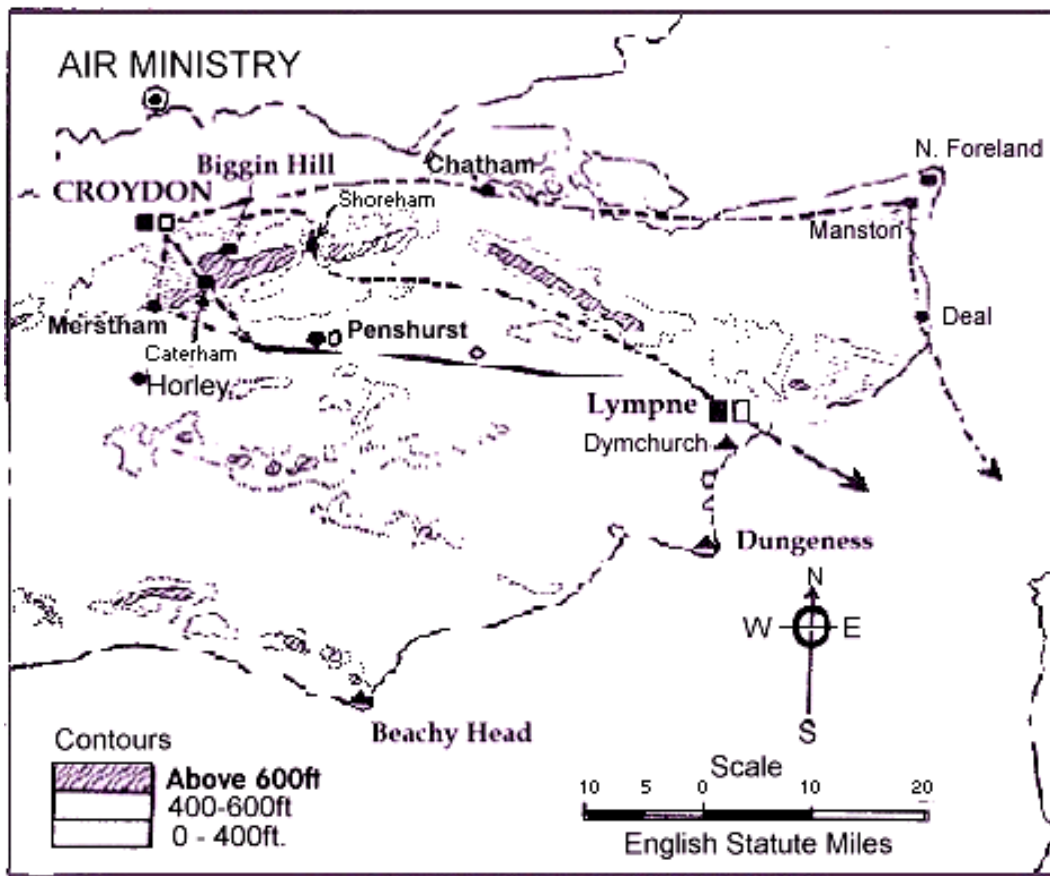 AIR MINISTRY
Biggin Hill
Chatham
N. Foreland
CROYDON
Shoreham
Manston
Deal
Merstham
Penshurst
Caterham
Horley
Lympne
Dymchurch
Dungeness
N
W E
S
Beachy Head
Contours
Above 600ft
400-600ft
0 - 400ft.
Scale
10 5 0 10 20
English Statute Miles